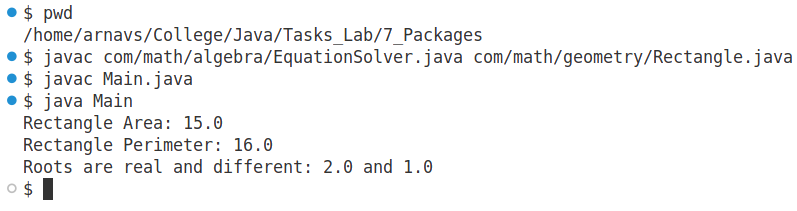 $ pwd
/home/arnavs/College/Java/Tasks_Lab/7_Packages
$ javac com/math/algebra/EquationSolver.java com/math/geometry/Rectangle.java
$ javac Main.java
$ java Main
Rectangle Area: 15.0
Rectangle Perimeter: 16.0
Roots are real and different: 2.0 and 1.0
$